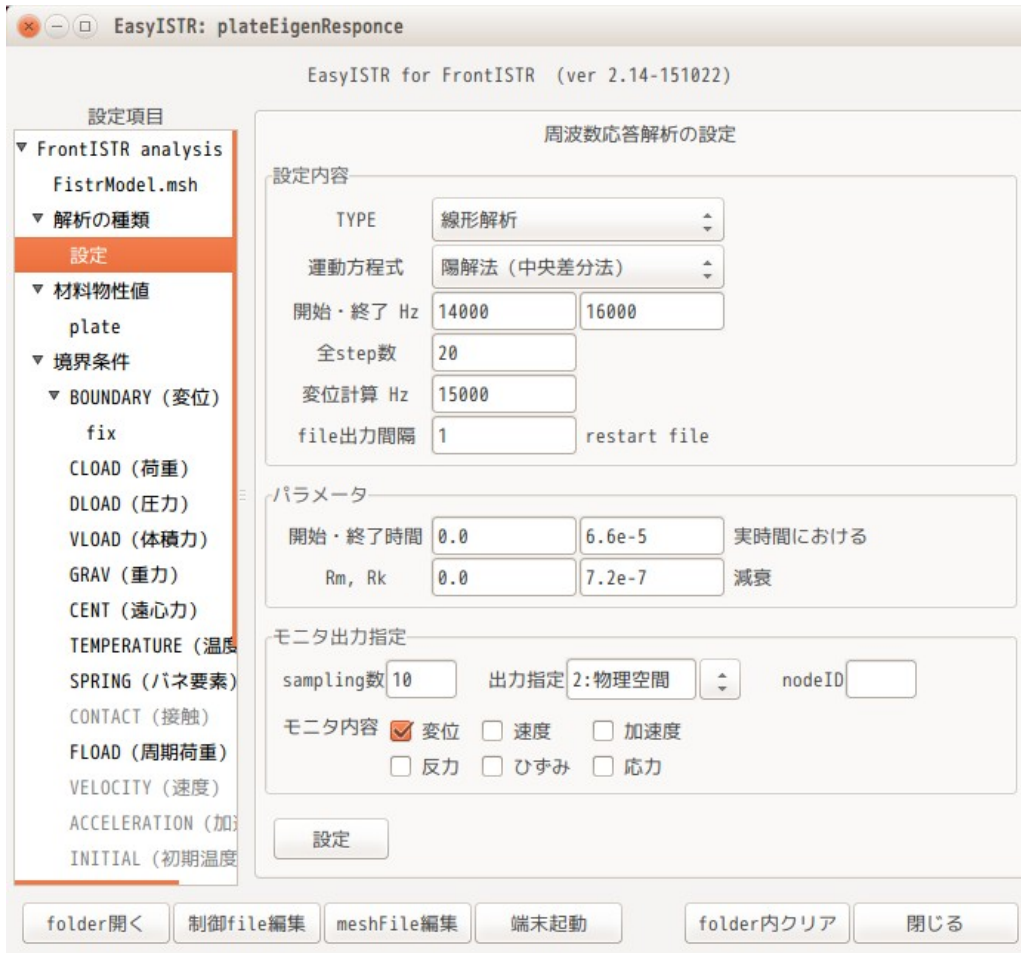 EasyISTR: plateEigenResponce
EasyISTR for FrontISTR (ver 2.14-151022)
設定項目
FrontISTR analysis
FistrModel.msh
解析の種類
設定
材料物性値
plate
境界条件
BOUNDARY (変位)
fix
CLOAD (荷重)
DLOAD (圧力)
VLOAD (体積力)
GRAV (重力)
CENT (遠心力)
TEMPERATURE (温度
SPRING (バネ要素)
CONTACT (接触)
FLOAD (周期荷重)
VELOCITY (速度)
ACCELERATION (加速
INITIAL (初期温度
周波数応答解析の設定
設定内容
TYPE 線形解析
運動方程式 陽解法 (中央差分法)
開始・終了 Hz 14000 16000
全step数 20
変位計算 Hz 15000
file出力間隔 1 restart file
パラメータ
開始・終了時間 0.0 6.6e-5 実時間における
Rm, Rk 0.0 7.2e-7 減衰
モニタ出力指定
sampling数 10 出力指定 2:物理空間 nodeID
モニタ内容 変位 速度 加速度
反力 ひずみ 応力
設定
folder開く 制御file編集 meshFile編集 端末起動 folder内クリア 閉じる